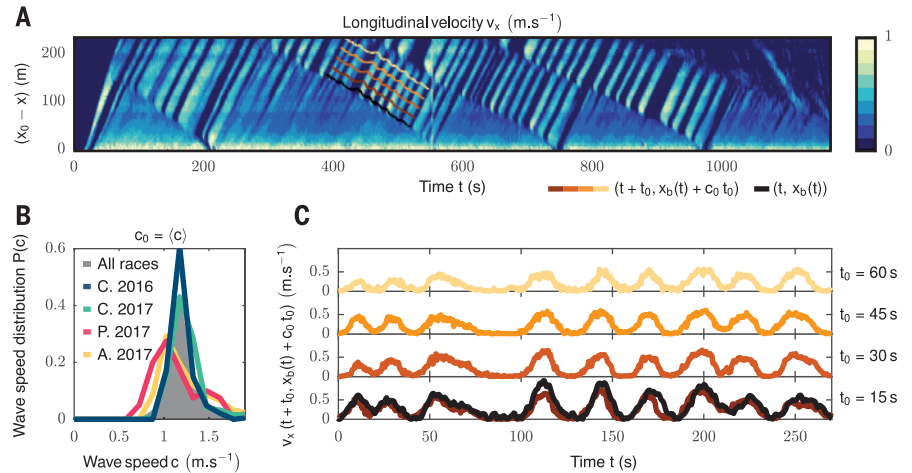 A
Longitudinal velocity vₓ (m.s⁻¹)
(x₀ − x) (m)
200
100
0
0
200
400
600
800
1000
Time t (s)
1
0
(t + t₀, x_b(t) + c₀ t₀)
(t, x_b(t))
B
c₀ = ⟨c⟩
Wave speed distribution P(c)
0.6
0.4
0.2
0
All races
C. 2016
C. 2017
P. 2017
A. 2017
0
0.5
1
1.5
Wave speed c (m.s⁻¹)
C
vₓ (t + t₀, x_b(t) + c₀ t₀) (m.s⁻¹)
0.5
0
t₀ = 60 s
0.5
0
t₀ = 45 s
0.5
0
t₀ = 30 s
0.5
0
t₀ = 15 s
0
50
100
150
200
250
Time t (s)